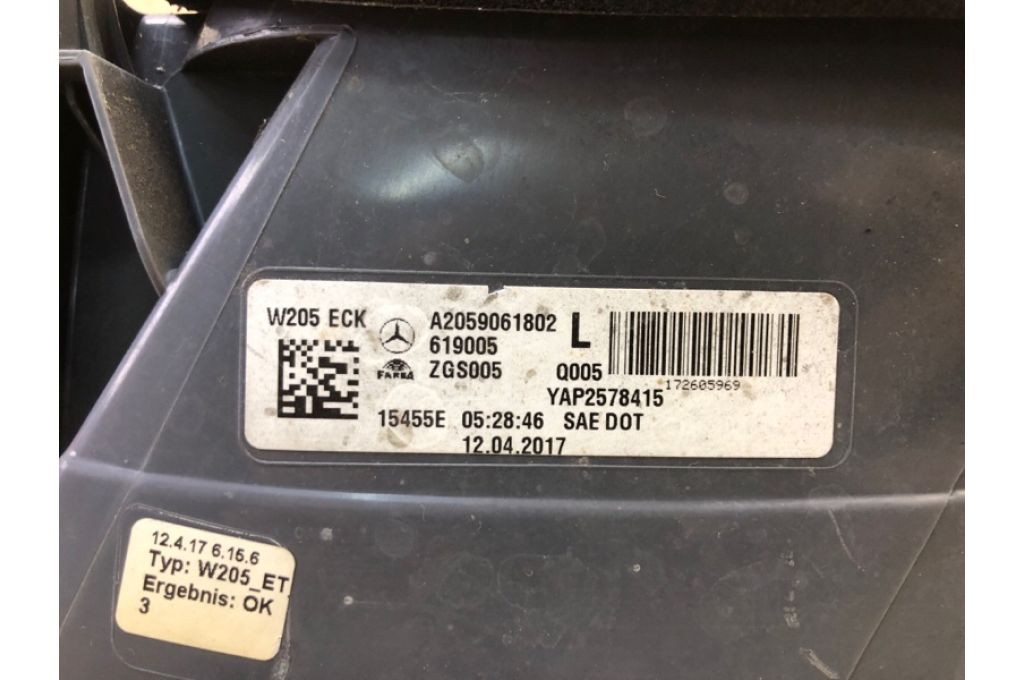 W205 ECK A2059061802 L
619005
FARBA ZGS005 Q005
172605969
YAP2578415
15455E 05:28:46 SAE DOT
12.04.2017
12.4.17 6.15.6
Typ: W205_ET
Ergebnis: OK
3